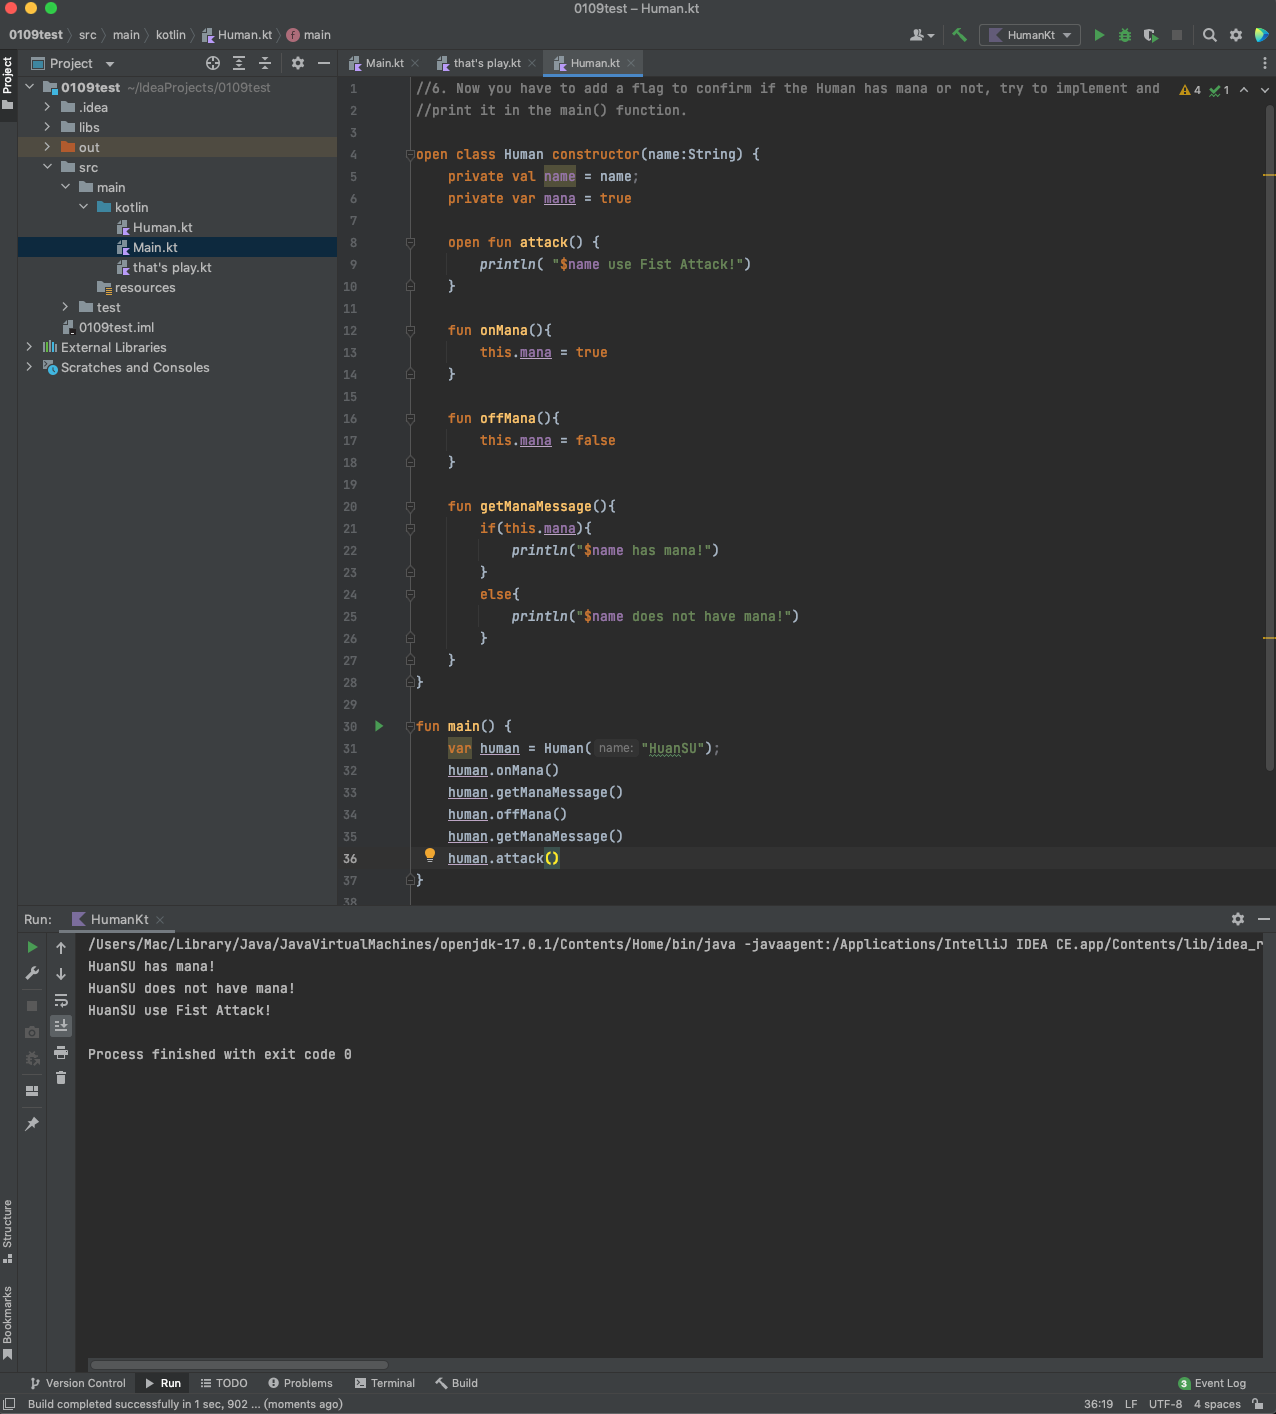 0109test – Human.kt
0109test src main kotlin Human.kt main HumanKt
Project
Project Main.kt that's play.kt Human.kt
0109test ~/IdeaProjects/0109test
.idea
libs
out
src
main
kotlin
Human.kt
Main.kt
that's play.kt
resources
test
0109test.iml
External Libraries
Scratches and Consoles
4 1
1 //6. Now you have to add a flag to confirm if the Human has mana or not, try to implement and
2 //print it in the main() function.
3
4 open class Human constructor(name:String) {
5 private val name = name;
6 private var mana = true
7
8 open fun attack() {
9 println( "$name use Fist Attack!")
10 }
11
12 fun onMana(){
13 this.mana = true
14 }
15
16 fun offMana(){
17 this.mana = false
18 }
19
20 fun getManaMessage(){
21 if(this.mana){
22 println("$name has mana!")
23 }
24 else{
25 println("$name does not have mana!")
26 }
27 }
28 }
29
30 fun main() {
31 var human = Human( name: "HuanSU");
32 human.onMana()
33 human.getManaMessage()
34 human.offMana()
35 human.getManaMessage()
36 human.attack()
37 }
38
Run: HumanKt
/Users/Mac/Library/Java/JavaVirtualMachines/openjdk-17.0.1/Contents/Home/bin/java -javaagent:/Applications/IntelliJ IDEA CE.app/Contents/lib/idea_r
HuanSU has mana!
HuanSU does not have mana!
HuanSU use Fist Attack!
Process finished with exit code 0
Structure
Bookmarks
Version Control Run TODO Problems Terminal Build 3 Event Log
Build completed successfully in 1 sec, 902 ... (moments ago) 36:19 LF UTF-8 4 spaces